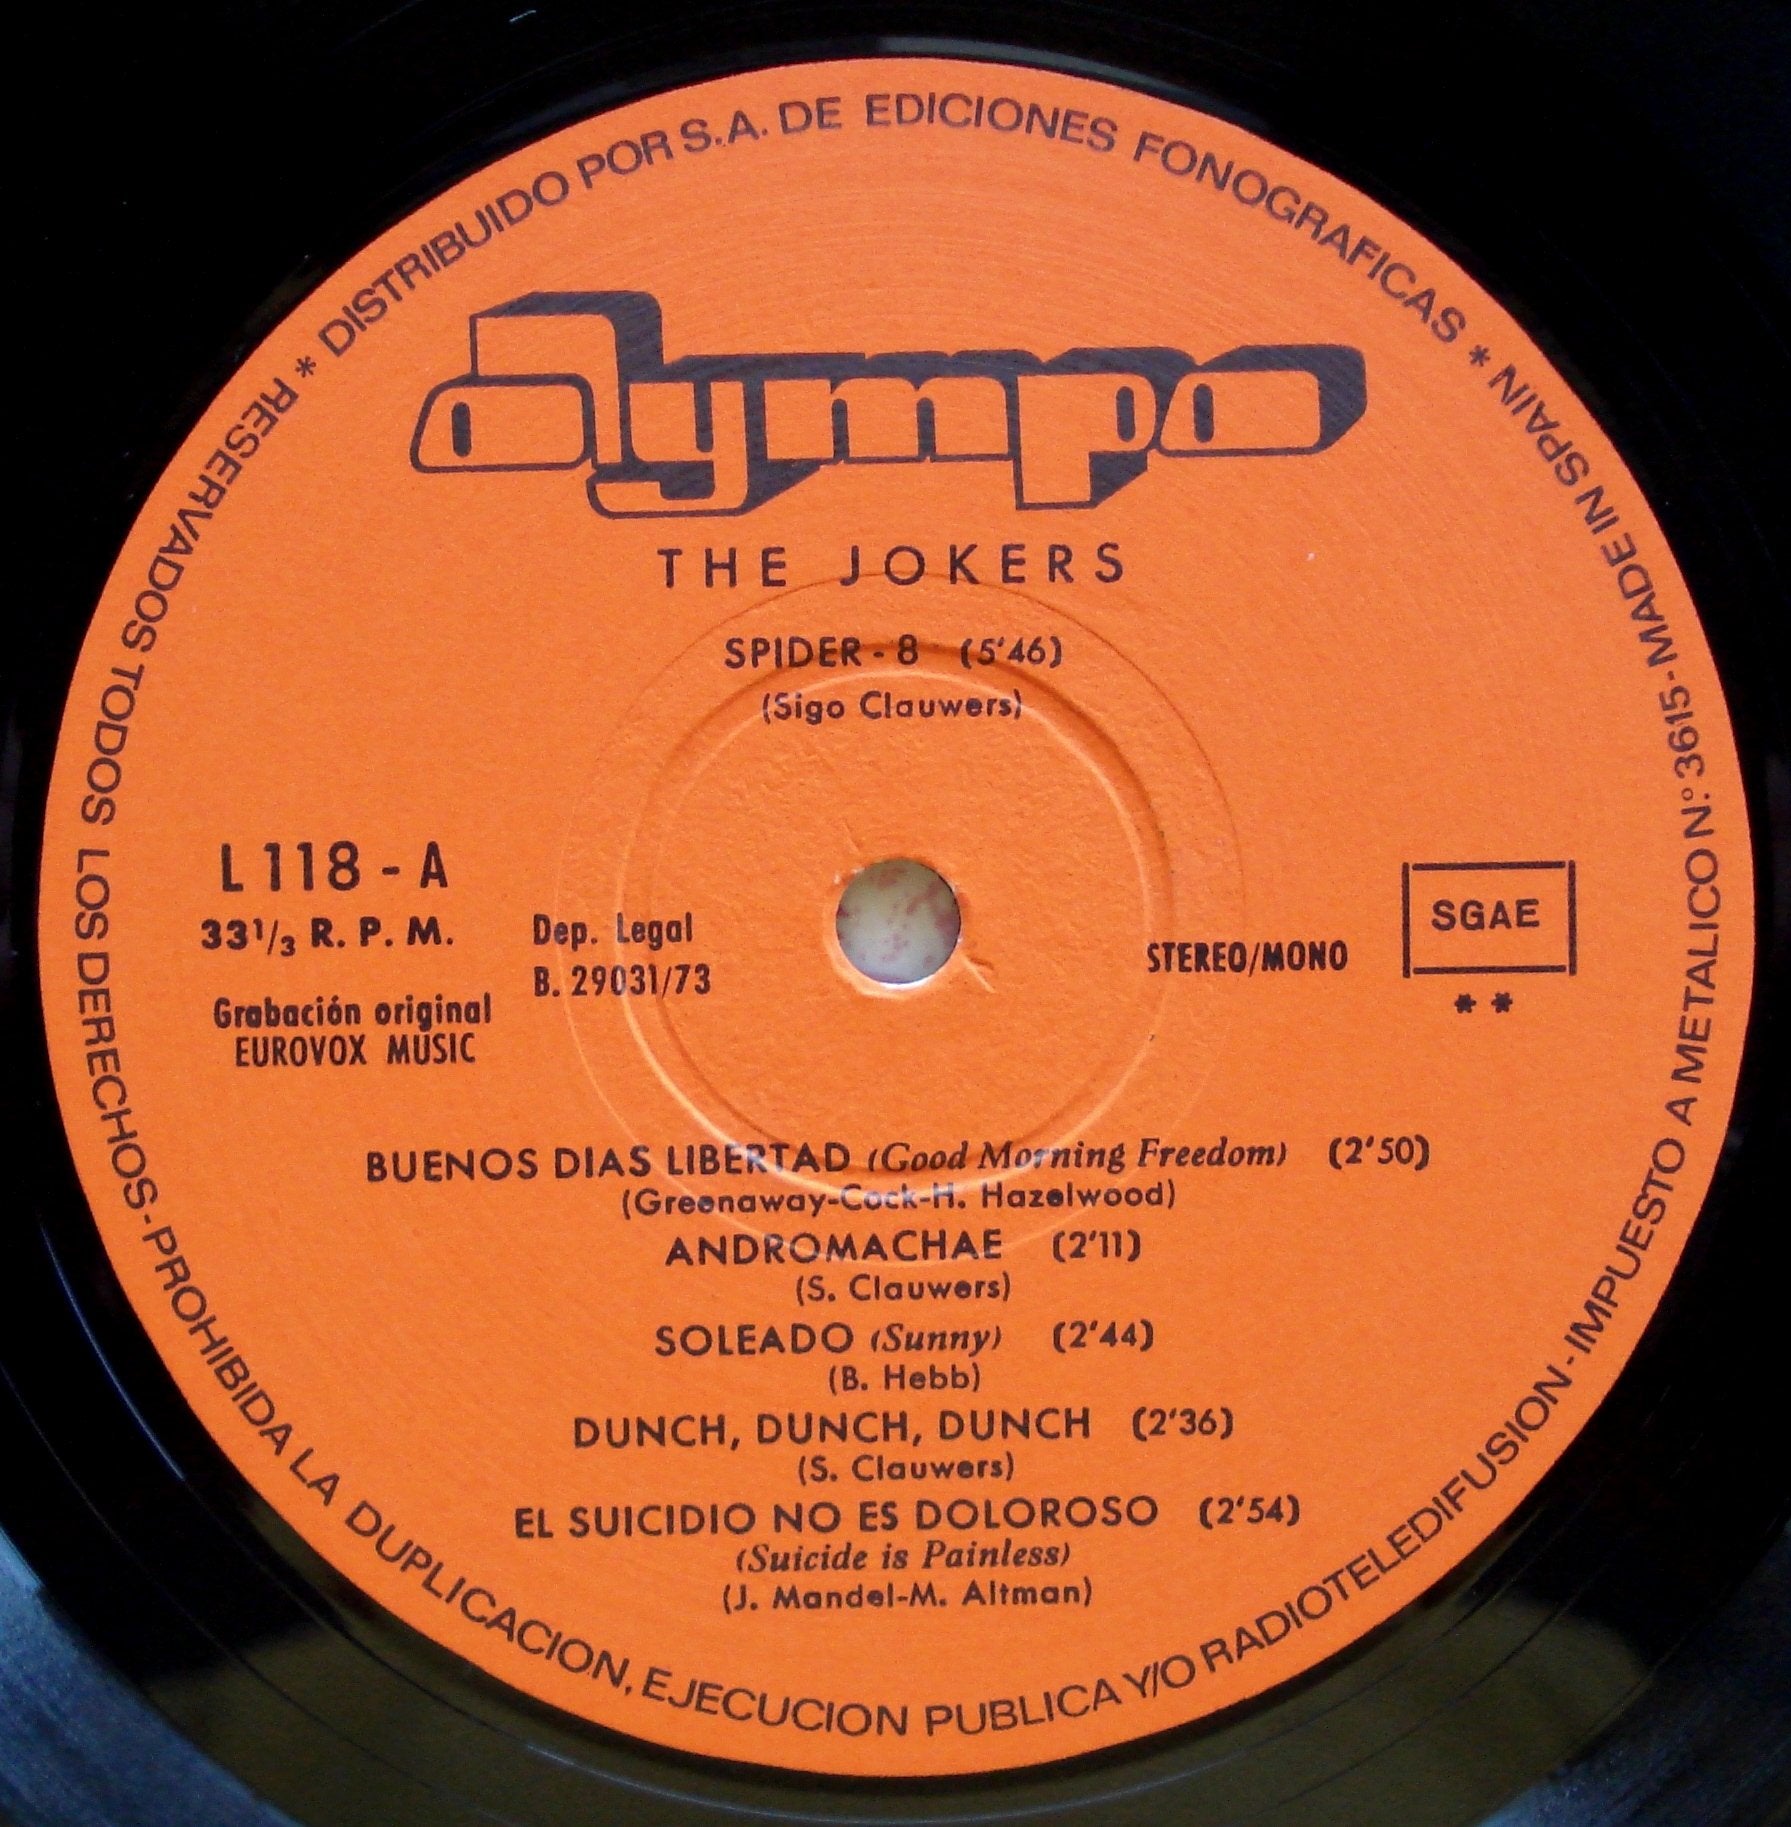 * DISTRIBUIDO POR S.A. DE EDICIONES FONOGRAFICAS * MADE IN SPAIN
olympo
THE JOKERS
SPIDER - 8 (5'46)
(Sigo Clauwers)
L 118 - A
33 1/3 R. P. M.
Dep. Legal
B. 29031/73
Grabación original
EUROVOX MUSIC
STEREO/MONO
SGAE
* *
BUENOS DIAS LIBERTAD (Good Morning Freedom) (2'50)
(Greenaway-Cock-H. Hazelwood)
ANDROMACHAE (2'11)
(S. Clauwers)
SOLEADO (Sunny) (2'44)
(B. Hebb)
DUNCH, DUNCH, DUNCH (2'36)
(S. Clauwers)
EL SUICIDIO NO ES DOLOROSO (2'54)
(Suicide is Painless)
(J. Mandel-M. Altman)
RESERVADOS TODOS LOS DERECHOS-PROHIBIDA LA DUPLICACION, EJECUCION PUBLICA Y/O RADIOTELEDIFUSION-IMPUESTO A METALICO Nº: 3615-